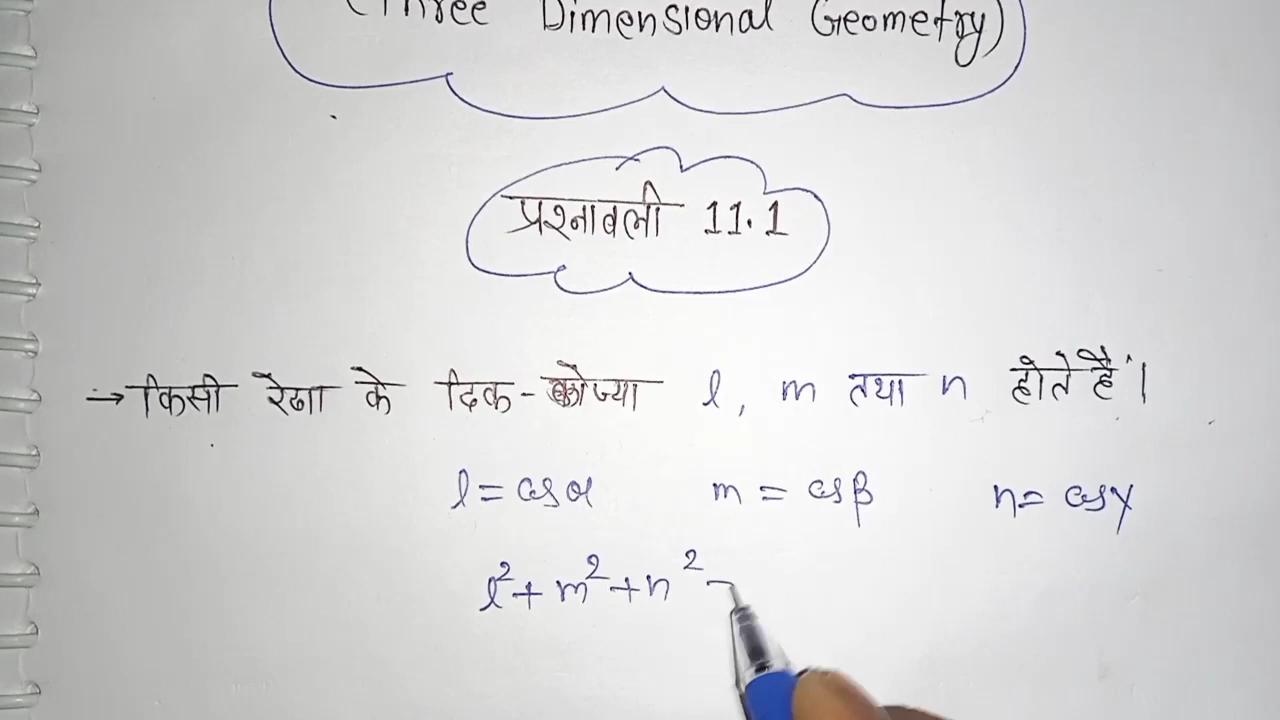 (Three Dimensional Geometry)
प्रश्नावली 11.1
→ किसी रेखा के दिक-कोज्या l, m तथा n होते हैं।
l = cos α m = cos β n = cos γ
l² + m² + n² =